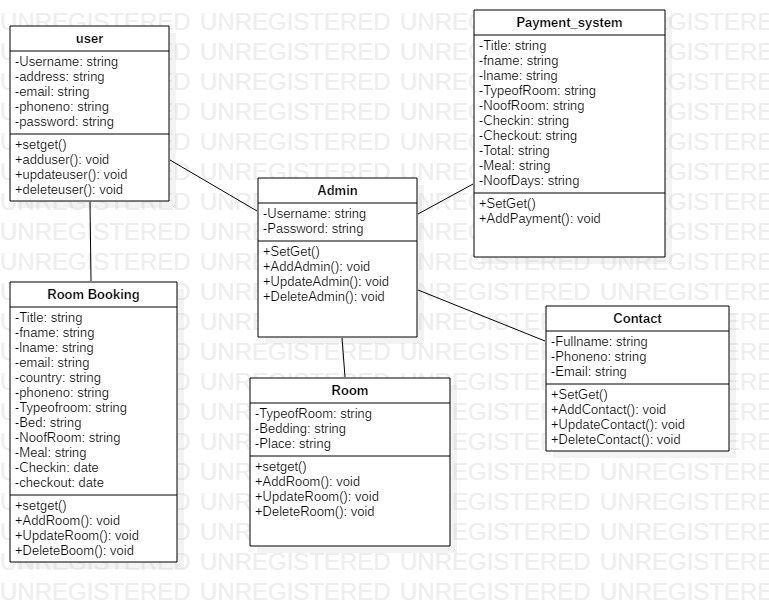 user
-Username: string
-address: string
-email: string
-phoneno: string
-password: string
+setget()
+adduser(): void
+updateuser(): void
+deleteuser(): void
Payment_system
-Title: string
-fname: string
-lname: string
-TypeofRoom: string
-NoofRoom: string
-Checkin: string
-Checkout: string
-Total: string
-Meal: string
-NoofDays: string
+SetGet()
+AddPayment(): void
Admin
-Username: string
-Password: string
+SetGet()
+AddAdmin(): void
+UpdateAdmin(): void
+DeleteAdmin(): void
Room Booking
-Title: string
-fname: string
-lname: string
-email: string
-country: string
-phoneno: string
-Typeofroom: string
-Bed: string
-NoofRoom: string
-Meal: string
-Checkin: date
-checkout: date
+setget()
+AddRoom(): void
+UpdateRoom(): void
+DeleteBoom(): void
Room
-TypeofRoom: string
-Bedding: string
-Place: string
+setget()
+AddRoom(): void
+UpdateRoom(): void
+DeleteRoom(): void
Contact
-Fullname: string
-Phoneno: string
-Email: string
+SetGet()
+AddContact(): void
+UpdateContact(): void
+DeleteContact(): void
UNREGISTERED